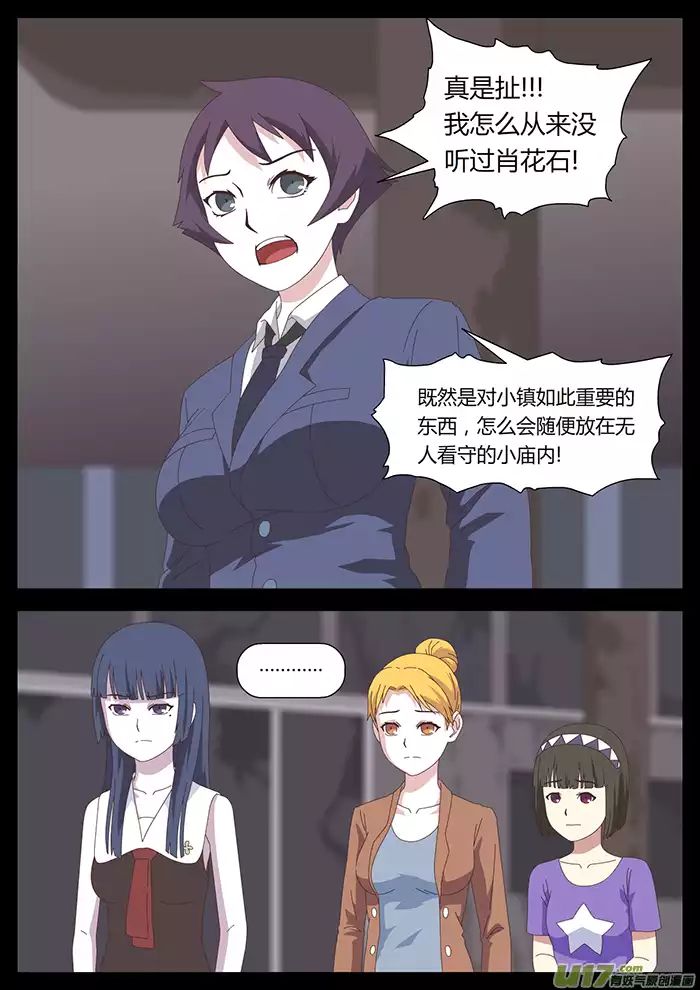 真是扯!!!
我怎么从来没
听过肖花石!
既然是对小镇如此重要的
东西，怎么会随便放在无
人看守的小庙内!
…………
U17.com
有妖气原创漫画